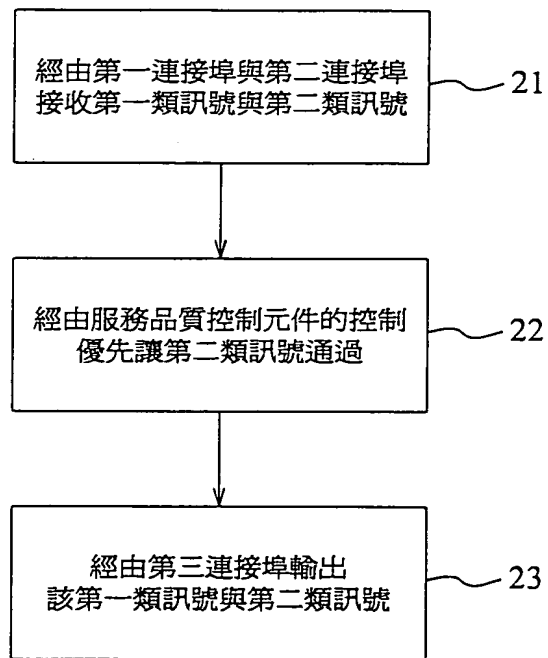 經由第一連接埠與第二連接埠
接收第一類訊號與第二類訊號
21
經由服務品質控制元件的控制
優先讓第二類訊號通過
22
經由第三連接埠輸出
該第一類訊號與第二類訊號
23